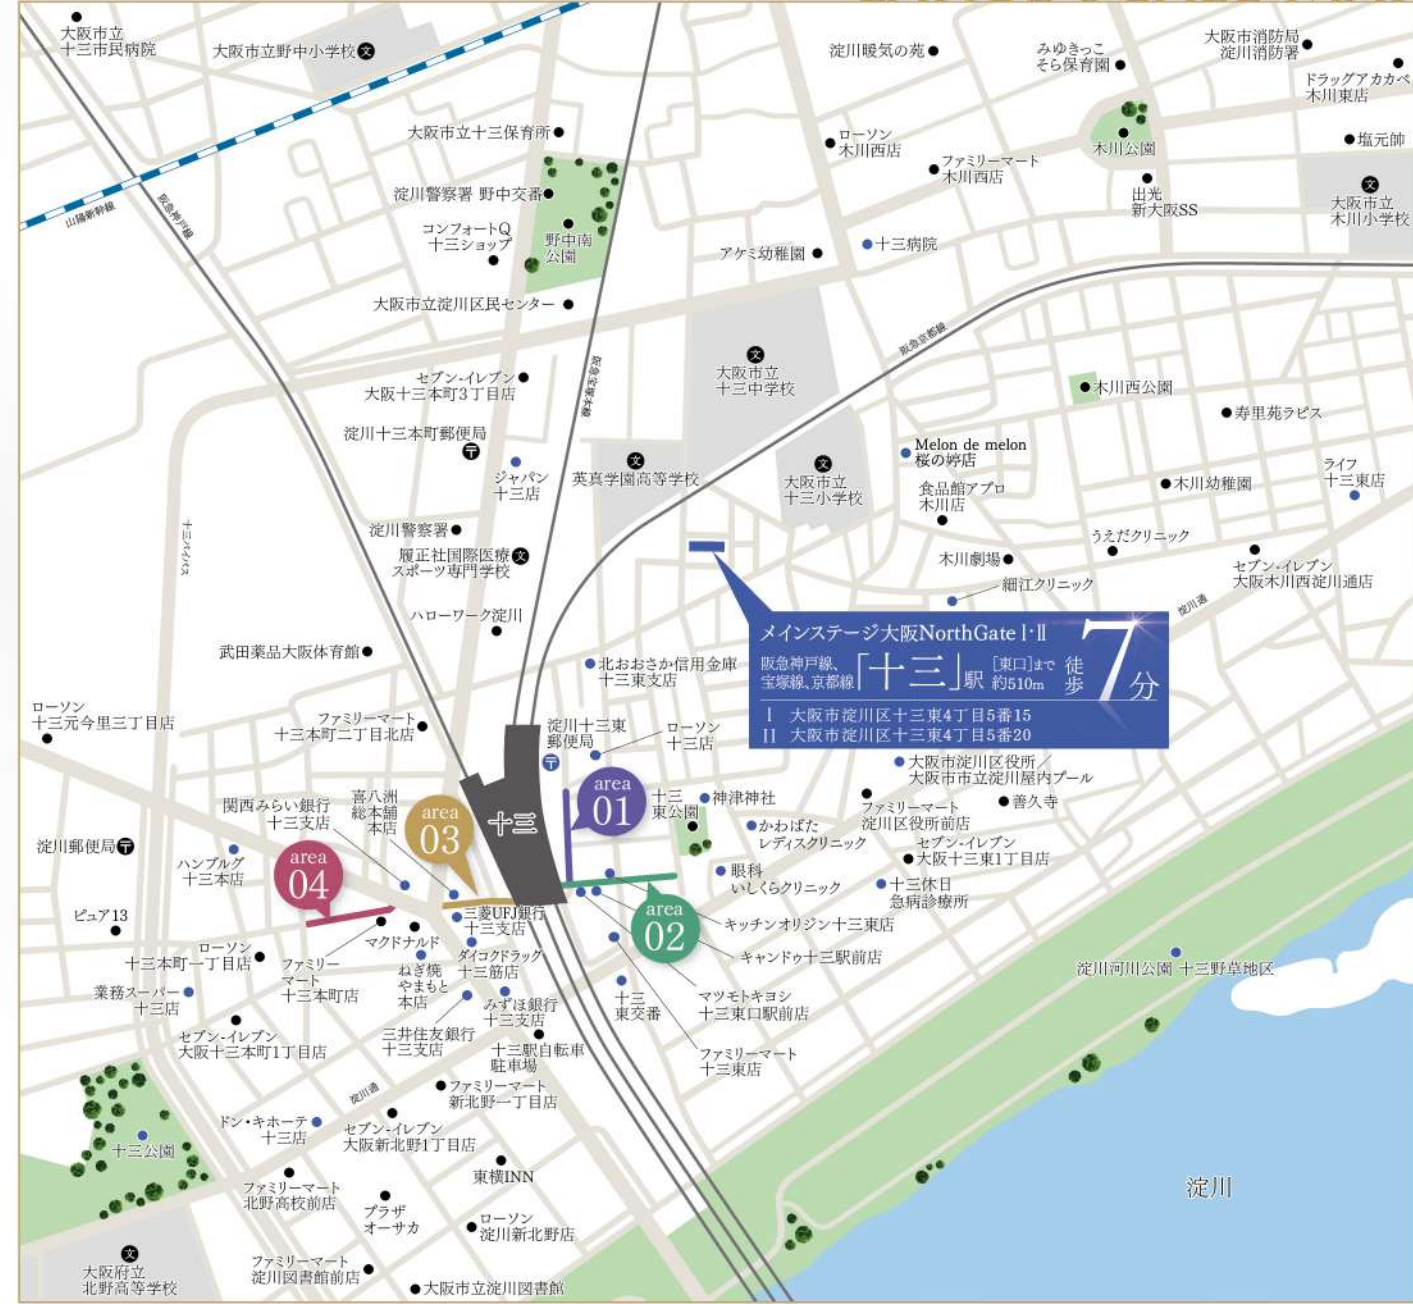 大阪市立
十三市民病院
大阪市立野中小学校
文
淀川暖気の苑
みゆきっこ
そら保育園
大阪市消防局
淀川消防署
ドラッグアカカベ
木川東店
大阪市立十三保育所
ローソン
木川西店
ファミリーマート
木川西店
木川公園
塩元帥
出光
新大阪SS
文
大阪市立
木川小学校
山陽新幹線
阪急神戸線
淀川警察署 野中交番
コンフォートQ
十三ショップ
野中南
公園
アケミ幼稚園
十三病院
大阪市立淀川区民センター
阪急京都線
阪急宝塚本線
文
大阪市立
十三中学校
セブン-イレブン
大阪十三本町3丁目店
木川西公園
寿里苑ラピス
淀川十三本町郵便局
〒
ジャパン
十三店
文
英真学園高等学校
文
大阪市立
十三小学校
Melon de melon
桜の婷店
食品館アプロ
木川店
木川幼稚園
ライフ
十三東店
十三バイパス
淀川警察署
履正社国際医療
スポーツ専門学校
文
木川劇場
うえだクリニック
セブン-イレブン
大阪木川西淀川通店
細江クリニック
淀川通
ハローワーク淀川
武田薬品大阪体育館
北おおさか信用金庫
十三東支店
メインステージ大阪NorthGate I・II
阪急神戸線、
宝塚線、京都線
「十三」駅
[東口]まで
約510m
徒歩
7分
I 大阪市淀川区十三東4丁目5番15
II 大阪市淀川区十三東4丁目5番20
ローソン
十三元今里三丁目店
ファミリーマート
十三本町二丁目北店
淀川十三東
郵便局
〒
ローソン
十三店
大阪市淀川区役所／
大阪市市立淀川屋内プール
関西みらい銀行
十三支店
喜八洲
総本舗
本店
area
03
十三
area
01
十三
東公園
神津神社
ファミリーマート
淀川区役所前店
善久寺
かわばた
レディスクリニック
セブン-イレブン
大阪十三東1丁目店
淀川郵便局
〒
ハンブルグ
十三本店
area
04
眼科
いしくらクリニック
十三休日
急病診療所
ピュア13
三菱UFJ銀行
十三支店
area
02
キッチンオリジン十三東店
マクドナルド
ローソン
十三本町一丁目店
ファミリー
マート
十三本町店
ねぎ焼
やまもと
本店
ダイコクドラッグ
十三筋店
キャンドゥ十三駅前店
淀川河川公園 十三野草地区
業務スーパー
十三店
みずほ銀行
十三支店
十三
東交番
マツモトキヨシ
十三東口駅前店
セブン-イレブン
大阪十三本町1丁目店
三井住友銀行
十三支店
十三駅自転車
駐車場
ファミリーマート
十三東店
淀川通
ファミリーマート
新北野一丁目店
ドン・キホーテ
十三店
セブン-イレブン
大阪新北野1丁目店
十三公園
東横INN
淀川
ファミリーマート
北野高校前店
プラザ
オーサカ
ローソン
淀川新北野店
文
大阪府立
北野高等学校
ファミリーマート
淀川図書館前店
大阪市立淀川図書館